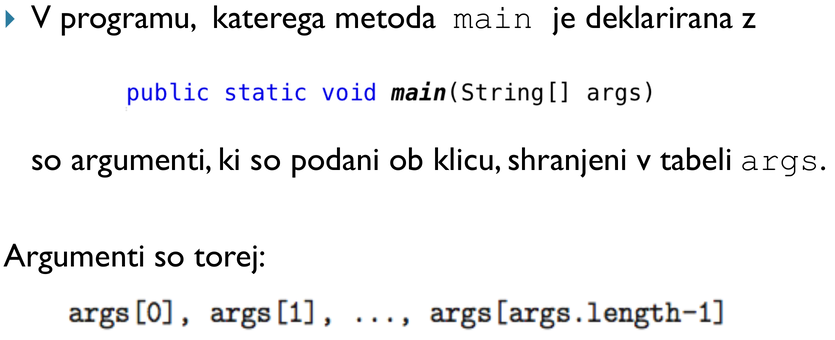 V programu, katerega metoda main je deklarirana z
public static void main(String[] args)
so argumenti, ki so podani ob klicu, shranjeni v tabeli args.
Argumenti so torej:
args[0], args[1], ..., args[args.length-1]